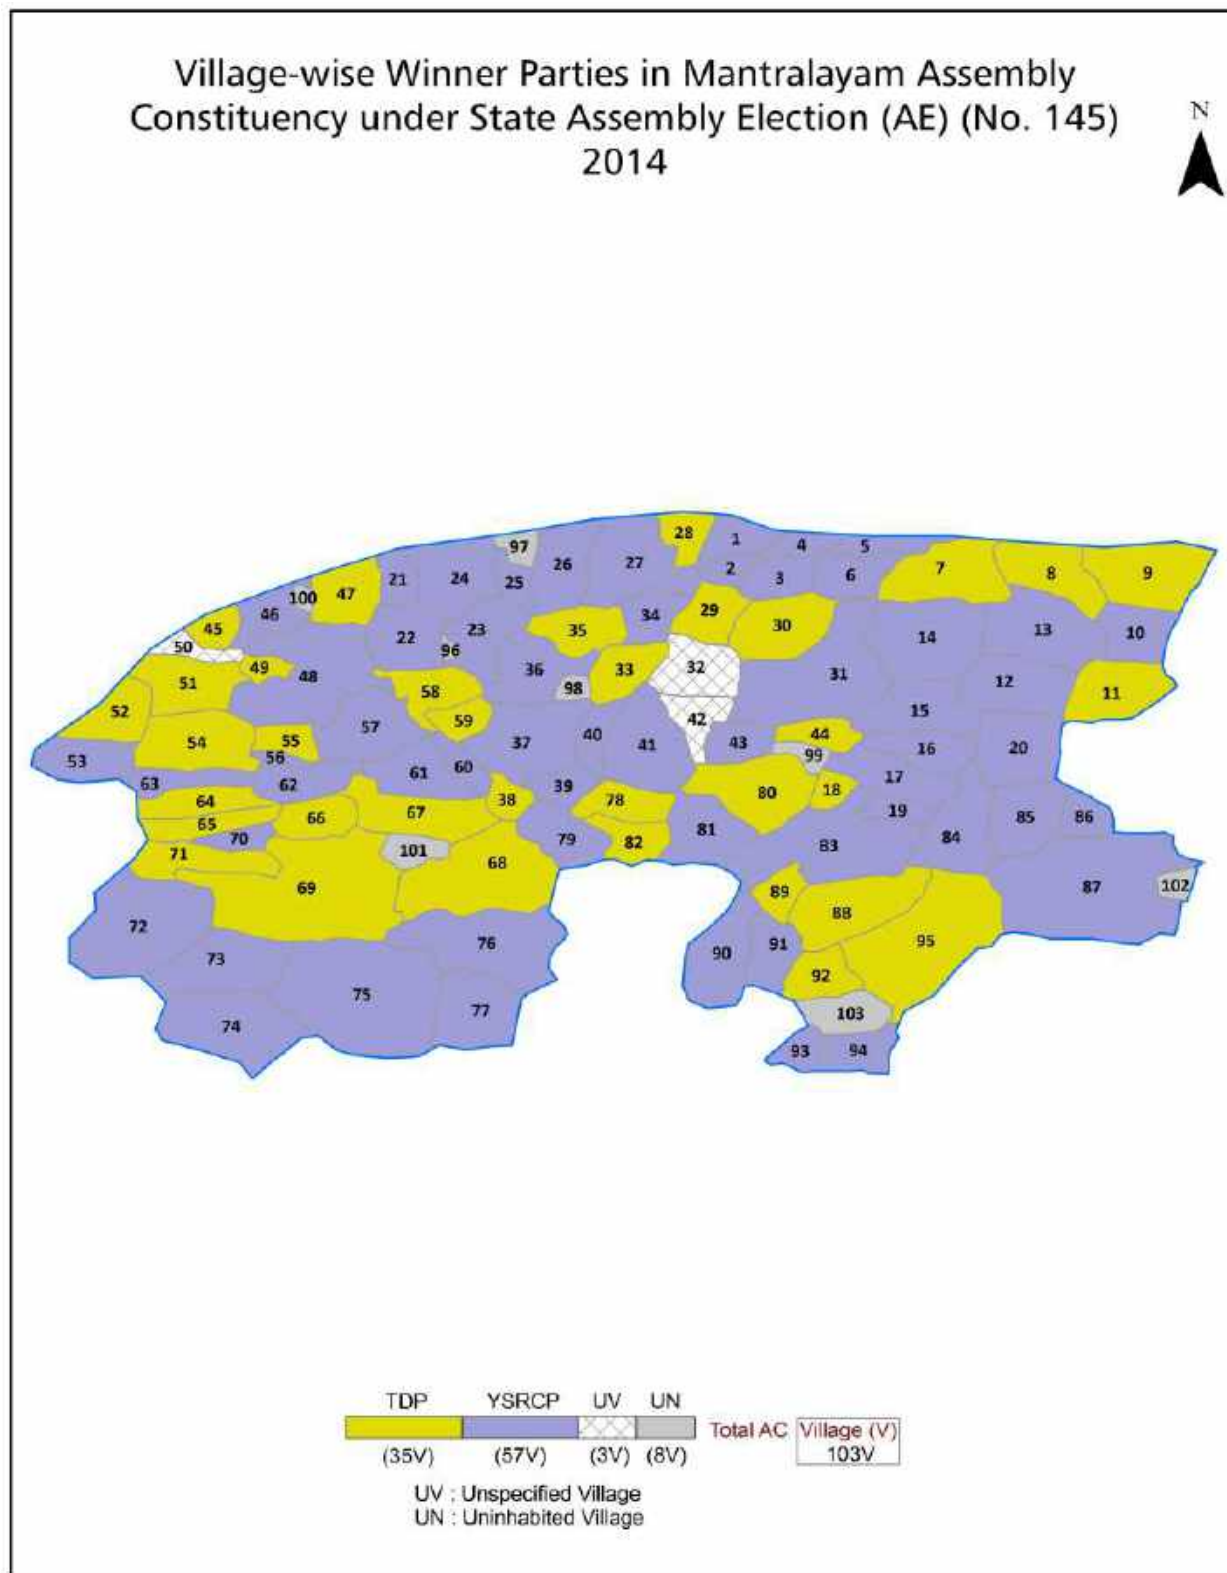 Village-wise Winner Parties in Mantralayam Assembly
Constituency under State Assembly Election (AE) (No. 145)
2014
N
28 1 4 5
97 26 27 2 3 6 7 8 9
21 24 25
100 47
46 45
22 23 35 34 29 30 14 13 10
50 96
49 48 36 33 32 31 12 11
51 58 98
52 59 42 15
57 37 40 41 43 44 16 20
54 55 99
53 56 61 60 17
63 62 39 80 18
64 38 78 19 85 86
65 66 67 81
70 79 82 83 84
71 101 68
69 89 87 102
72 88
73 76 90 91 95
75 92
74 77 103
93 94
TDP YSRCP UV UN
Total AC Village (V)
(35V) (57V) (3V) (8V) 103V
UV : Unspecified Village
UN : Uninhabited Village